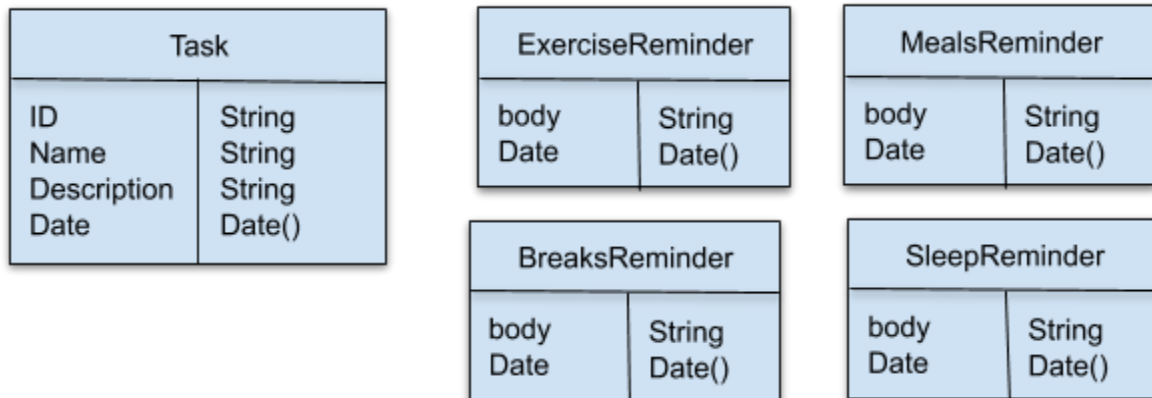 Task
ID String
Name String
Description String
Date Date()
ExerciseReminder
body String
Date Date()
MealsReminder
body String
Date Date()
BreaksReminder
body String
Date Date()
SleepReminder
body String
Date Date()